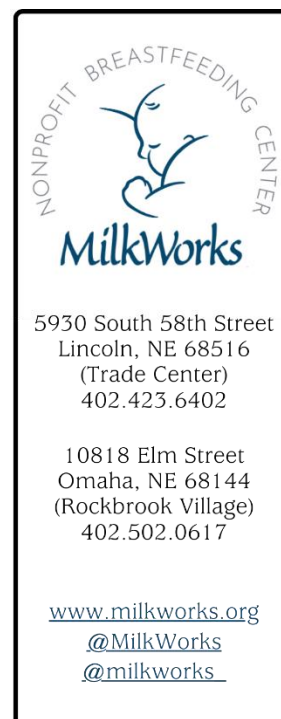 NONPROFIT BREASTFEEDING CENTER
MilkWorks
5930 South 58th Street
Lincoln, NE 68516
(Trade Center)
402.423.6402
10818 Elm Street
Omaha, NE 68144
(Rockbrook Village)
402.502.0617
www.milkworks.org
@MilkWorks
@milkworks_